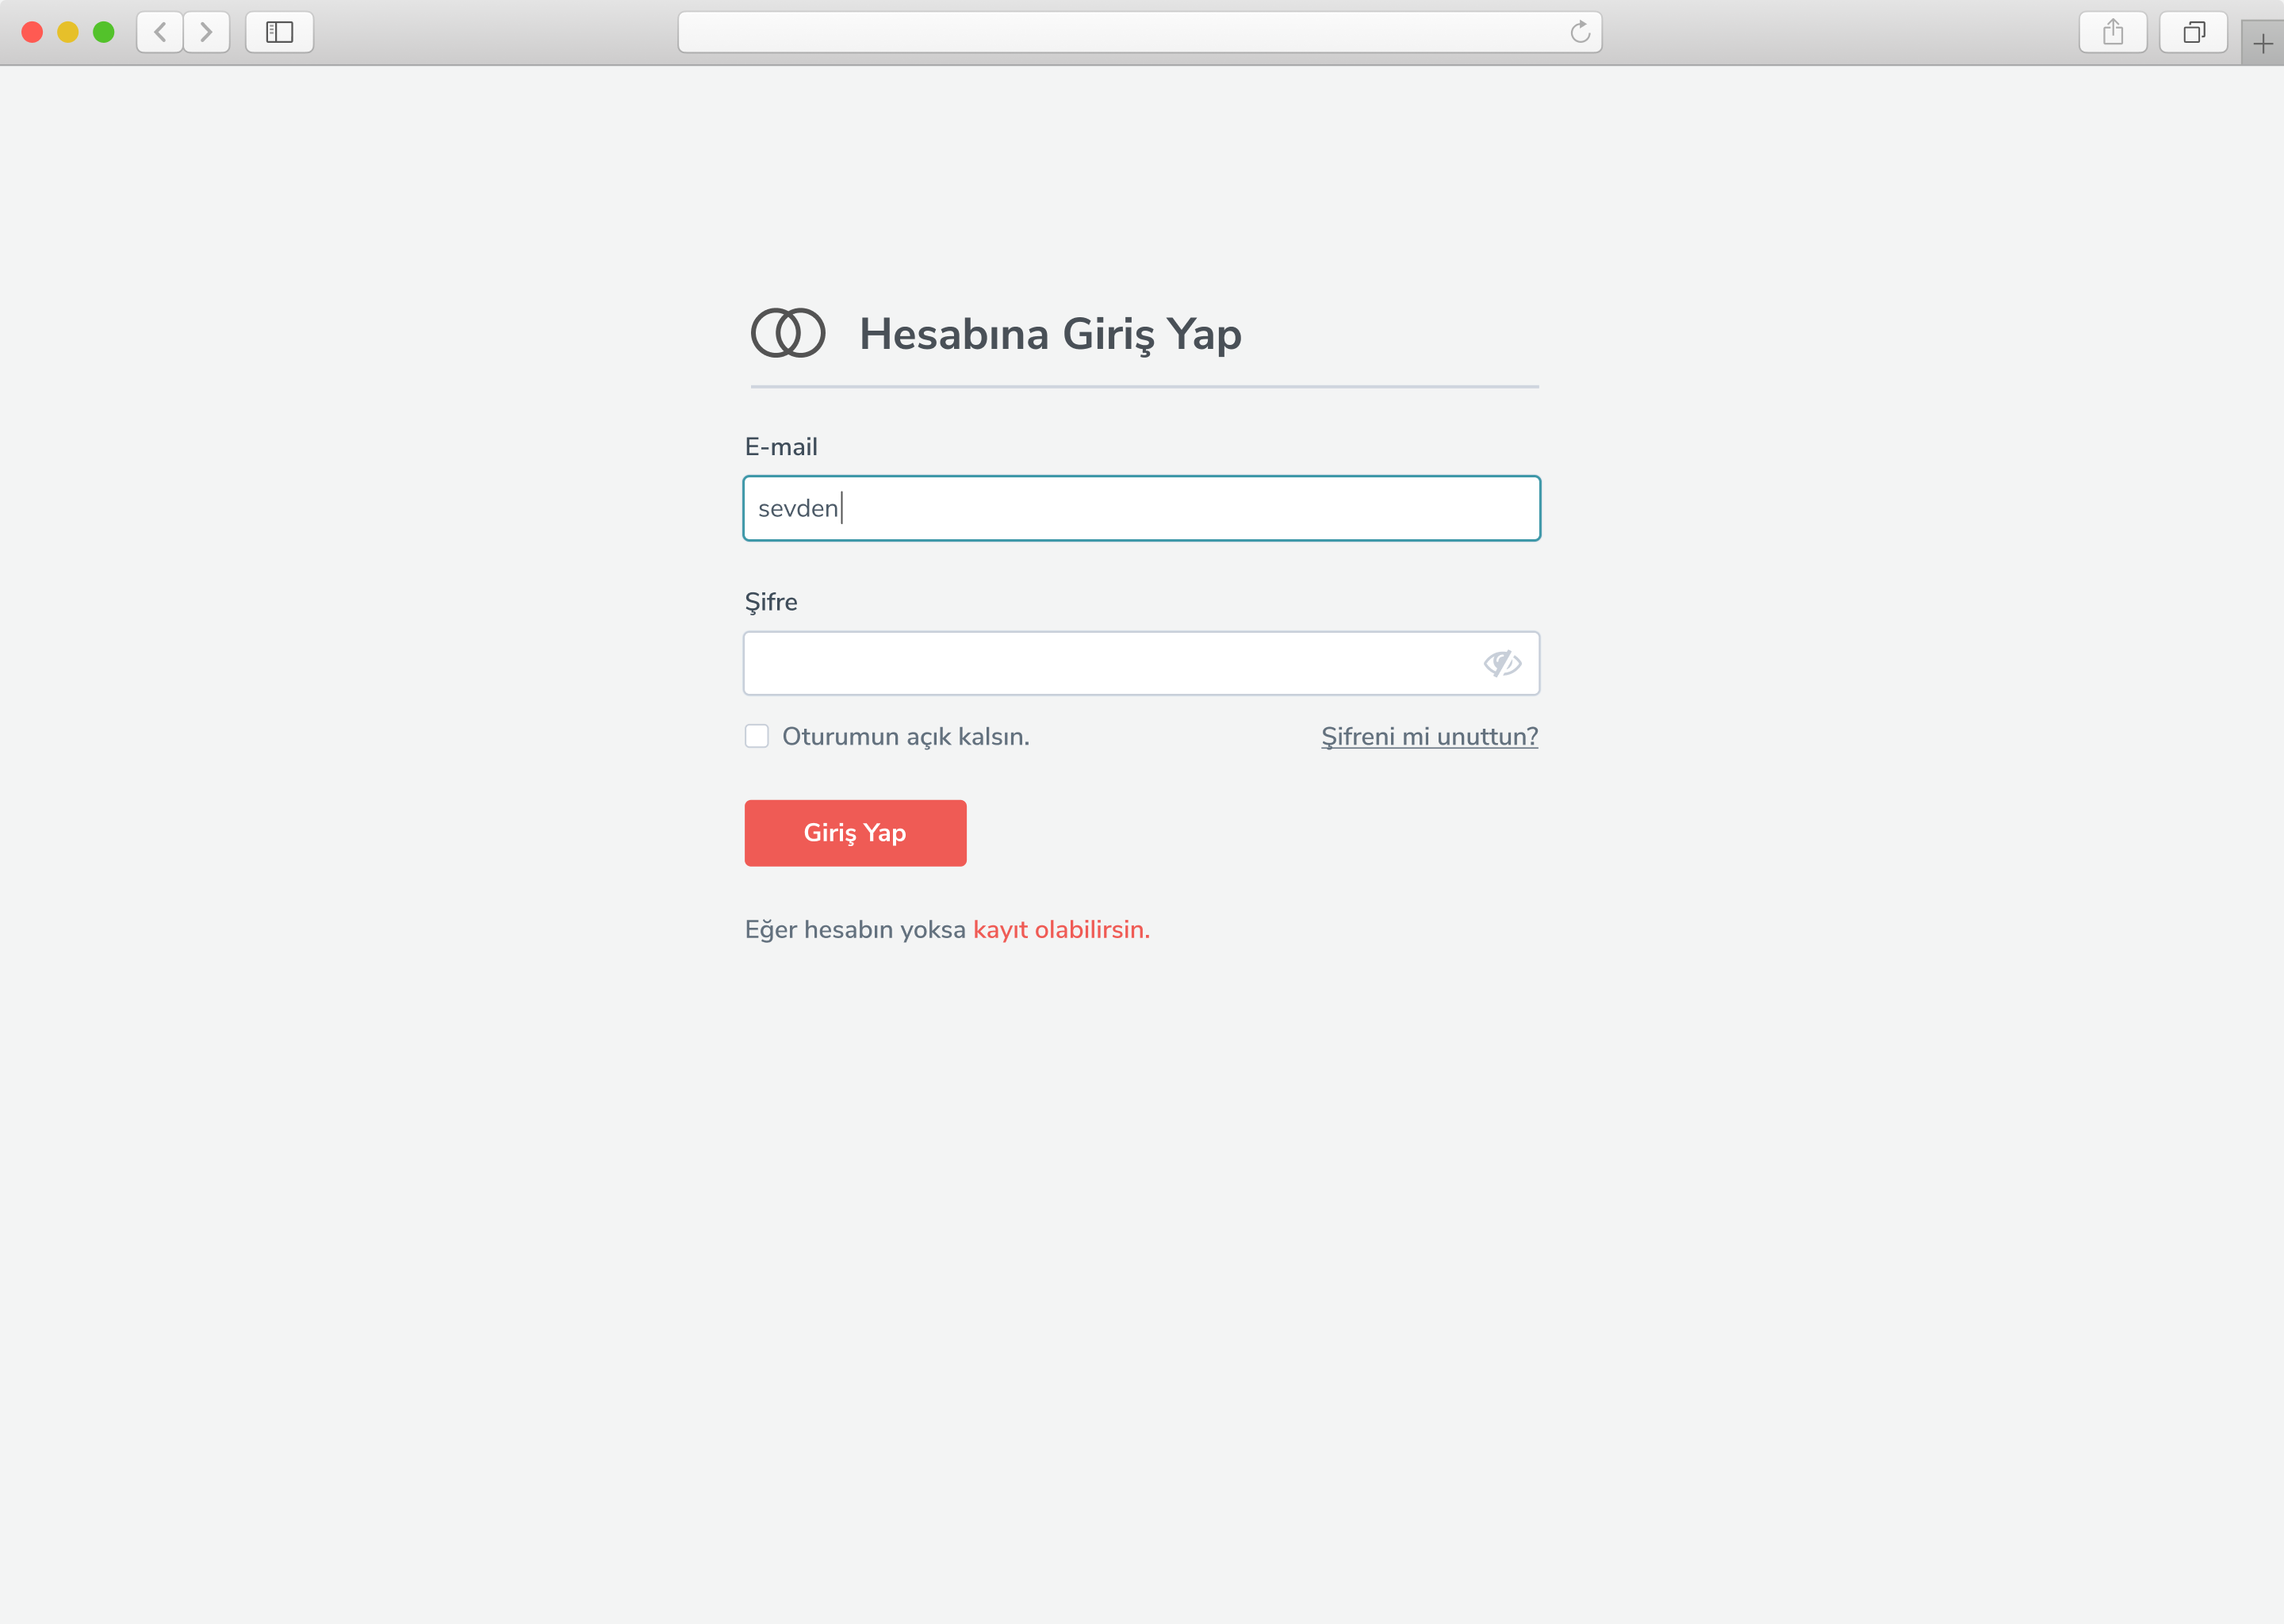 Hesabına Giriş Yap
E-mail
sevden
Şifre
Oturumun açık kalsın. Şifreni mi unuttun?
Giriş Yap
Eğer hesabın yoksa kayıt olabilirsin.